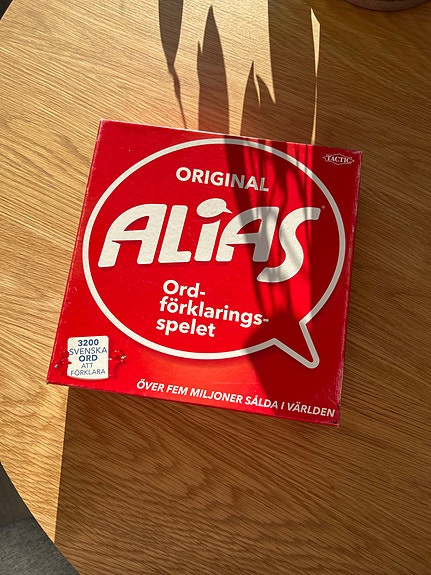 TACTIC
ORIGINAL
ALiAS®
Ord-
förklarings-
spelet
3200
SVENSKA
ORD
ATT
FÖRKLARA
ÖVER FEM MILJONER SÅLDA I VÄRLDEN